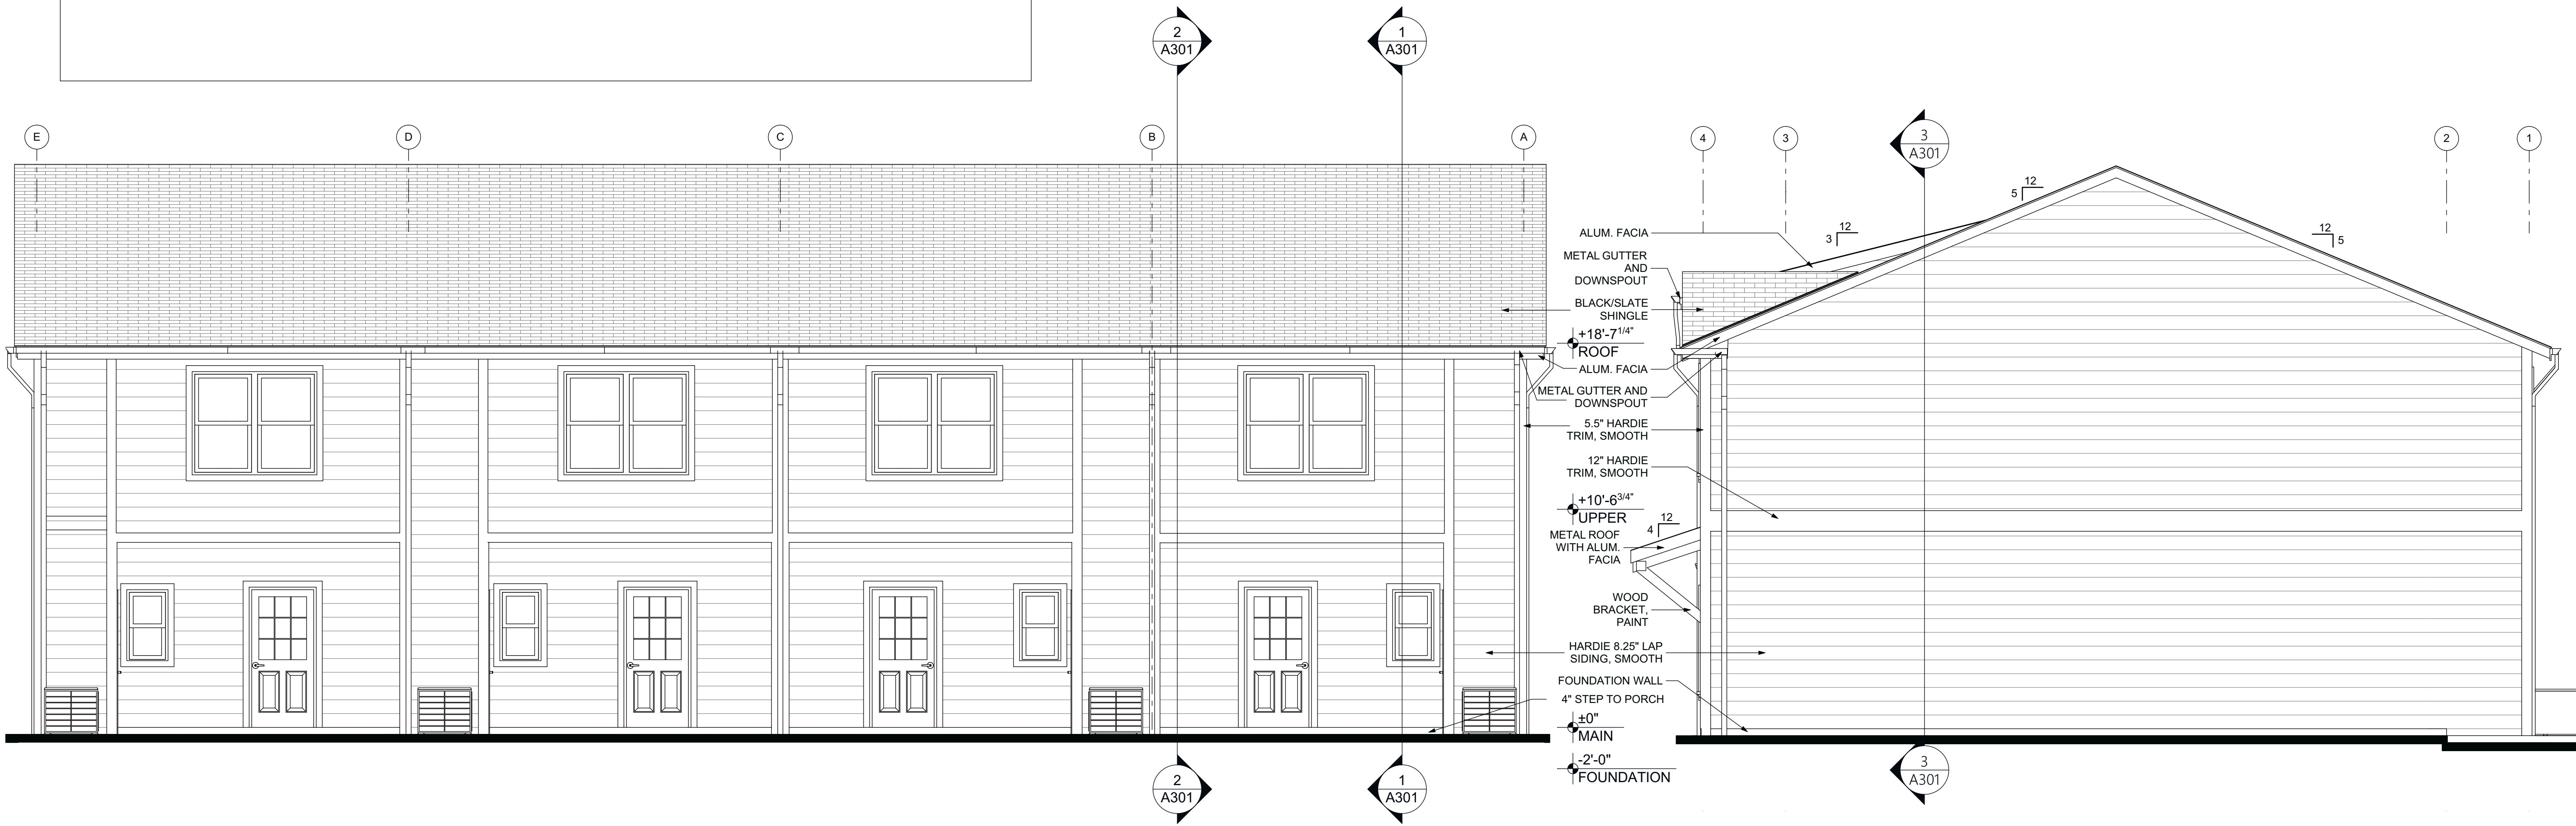 2
A301
1
A301
E
D
C
B
A
4
3
3
A301
2
1
12
5
12
3
12
5
ALUM. FACIA
METAL GUTTER
AND
DOWNSPOUT
BLACK/SLATE
SHINGLE
+18'-7 1/4"
ROOF
ALUM. FACIA
METAL GUTTER AND
DOWNSPOUT
5.5" HARDIE
TRIM, SMOOTH
12" HARDIE
TRIM, SMOOTH
+10'-6 3/4"
UPPER
12
4
METAL ROOF
WITH ALUM.
FACIA
WOOD
BRACKET,
PAINT
HARDIE 8.25" LAP
SIDING, SMOOTH
FOUNDATION WALL
4" STEP TO PORCH
±0"
MAIN
-2'-0"
FOUNDATION
2
A301
1
A301
3
A301